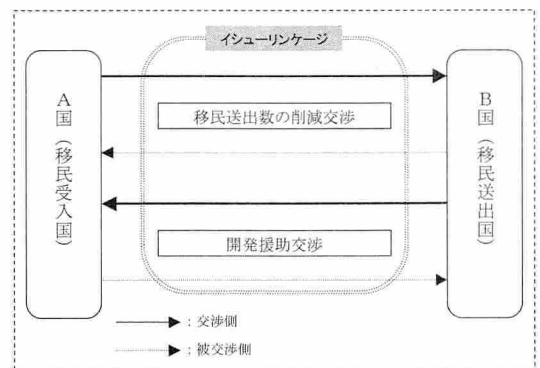 イシューリンケージ
A国（移民受入国）
移民送出数の削減交渉
B国（移民送出国）
開発援助交渉
：交渉側
：被交渉側